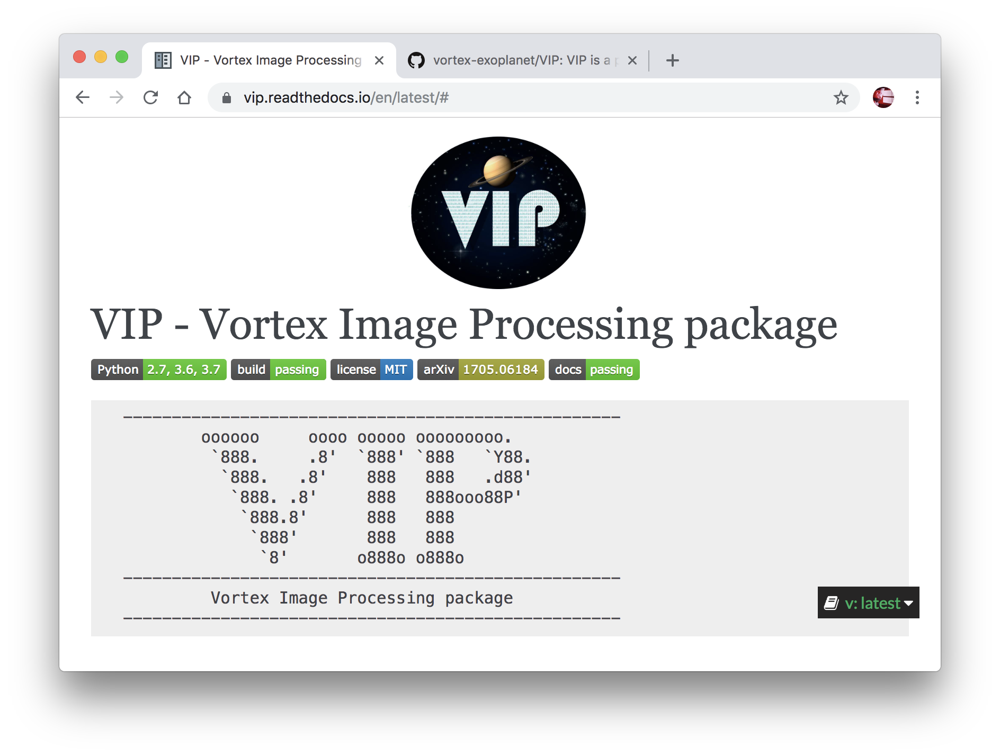 VIP - Vortex Image Processing
vortex-exoplanet/VIP: VIP is a p
vip.readthedocs.io/en/latest/#
VIP
VIP - Vortex Image Processing package
Python 2.7, 3.6, 3.7 build passing license MIT arXiv 1705.06184 docs passing
---------------------------------------------------
        oooooo     oooo ooooo ooooooooo.
         `888.     .8'  `888' `888   `Y88.
          `888.   .8'    888   888   .d88'
           `888. .8'     888   888ooo88P'
            `888.8'      888   888
             `888'       888   888
              `8'       o888o o888o
---------------------------------------------------
         Vortex Image Processing package
---------------------------------------------------
v: latest